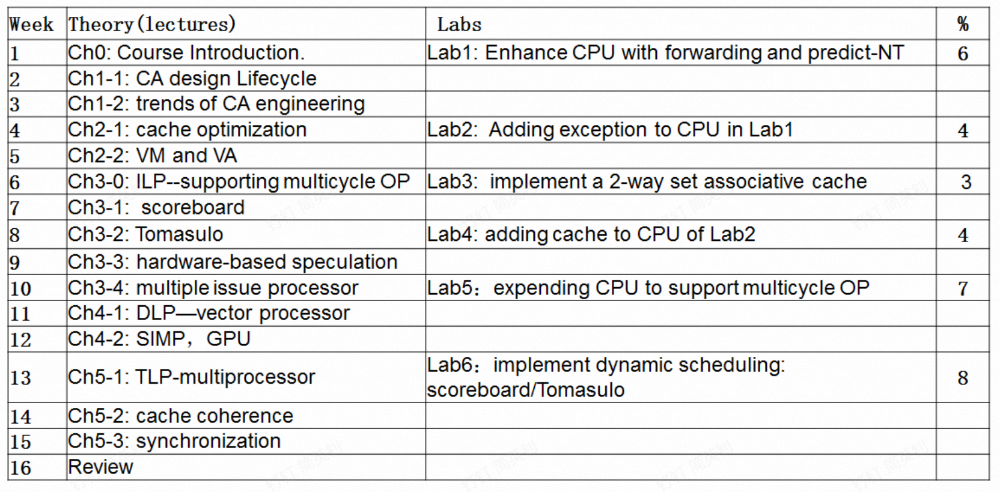 Week Theory(lectures) Labs %
1 Ch0: Course Introduction. Lab1: Enhance CPU with forwarding and predict-NT 6
2 Ch1-1: CA design Lifecycle
3 Ch1-2: trends of CA engineering
4 Ch2-1: cache optimization Lab2: Adding exception to CPU in Lab1 4
5 Ch2-2: VM and VA
6 Ch3-0: ILP--supporting multicycle OP Lab3: implement a 2-way set associative cache 3
7 Ch3-1: scoreboard
8 Ch3-2: Tomasulo Lab4: adding cache to CPU of Lab2 4
9 Ch3-3: hardware-based speculation
10 Ch3-4: multiple issue processor Lab5：expending CPU to support multicycle OP 7
11 Ch4-1: DLP—vector processor
12 Ch4-2: SIMP，GPU
13 Ch5-1: TLP-multiprocessor Lab6：implement dynamic scheduling:
scoreboard/Tomasulo 8
14 Ch5-2: cache coherence
15 Ch5-3: synchronization
16 Review